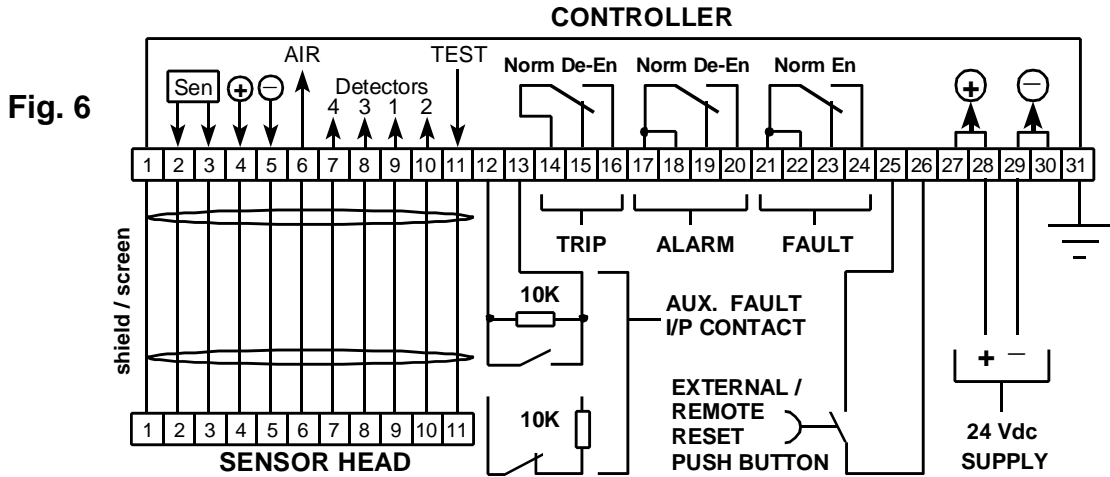 CONTROLLER
Fig. 6
AIR
TEST
Sen
+
−
Detectors
4 3 1 2
Norm De-En
Norm De-En
Norm En
+
−
1 2 3 4 5 6 7 8 9 10 11 12 13 14 15 16 17 18 19 20 21 22 23 24 25 26 27 28 29 30 31
TRIP
ALARM
FAULT
shield / screen
10K
AUX. FAULT
I/P CONTACT
10K
EXTERNAL /
REMOTE
RESET
PUSH BUTTON
+ −
24 Vdc
SUPPLY
1 2 3 4 5 6 7 8 9 10 11
SENSOR HEAD